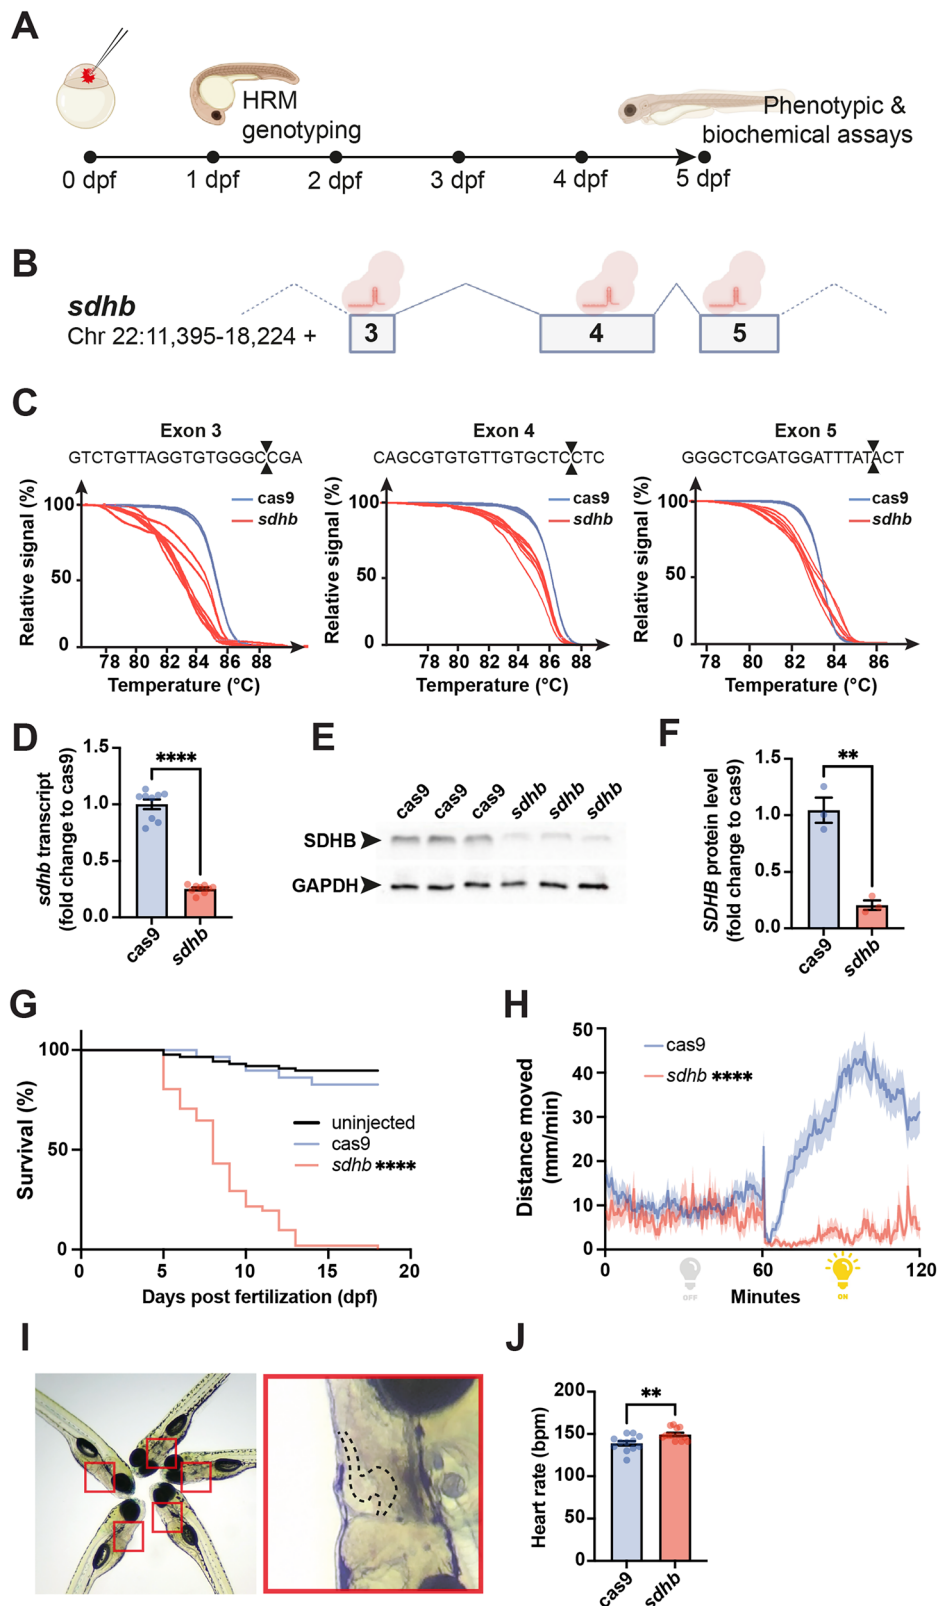 A
HRM
genotyping
Phenotypic &
biochemical assays
0 dpf 1 dpf 2 dpf 3 dpf 4 dpf 5 dpf
B
sdhb
Chr 22:11,395-18,224 +
3 4 5
C
Exon 3
GTCTGTTAGGTGTGGGCCGA
Relative signal (%)
100
50
0
cas9
sdhb
78 80 82 84 86 88
Temperature (°C)
Exon 4
CAGCGTGTGTTGTGCTCCTC
Relative signal (%)
100
50
0
cas9
sdhb
78 80 82 84 86 88
Temperature (°C)
Exon 5
GGGCTCGATGGATTTATACT
Relative signal (%)
100
50
0
cas9
sdhb
78 80 82 84 86
Temperature (°C)
D
sdhb transcript
(fold change to cas9)
1.5
1.0
0.5
0.0
****
cas9 sdhb
E
cas9 cas9 cas9 sdhb sdhb sdhb
SDHB
GAPDH
F
SDHB protein level
(fold change to cas9)
1.5
1.0
0.5
0.0
**
cas9 sdhb
G
Survival (%)
100
50
0
uninjected
cas9
sdhb ****
0 5 10 15 20
Days post fertilization (dpf)
H
Distance moved
(mm/min)
50
40
30
20
10
0
cas9
sdhb ****
0 60 120
OFF
ON
Minutes
I
J
Heart rate (bpm)
200
150
100
50
0
**
cas9 sdhb